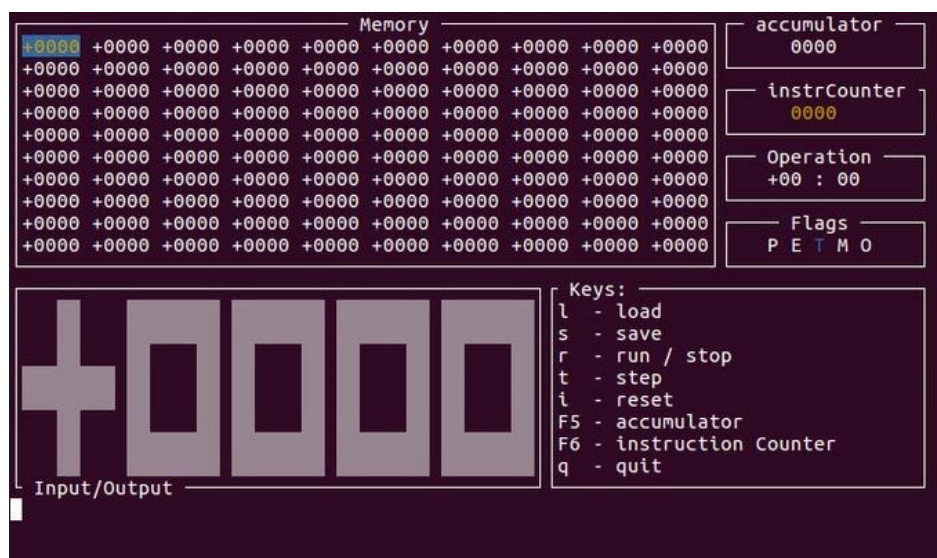 Memory
+0000 +0000 +0000 +0000 +0000 +0000 +0000 +0000 +0000 +0000
+0000 +0000 +0000 +0000 +0000 +0000 +0000 +0000 +0000 +0000
+0000 +0000 +0000 +0000 +0000 +0000 +0000 +0000 +0000 +0000
+0000 +0000 +0000 +0000 +0000 +0000 +0000 +0000 +0000 +0000
+0000 +0000 +0000 +0000 +0000 +0000 +0000 +0000 +0000 +0000
+0000 +0000 +0000 +0000 +0000 +0000 +0000 +0000 +0000 +0000
+0000 +0000 +0000 +0000 +0000 +0000 +0000 +0000 +0000 +0000
+0000 +0000 +0000 +0000 +0000 +0000 +0000 +0000 +0000 +0000
+0000 +0000 +0000 +0000 +0000 +0000 +0000 +0000 +0000 +0000
+0000 +0000 +0000 +0000 +0000 +0000 +0000 +0000 +0000 +0000
accumulator
0000
instrCounter
0000
Operation
+00 : 00
Flags
P E T M O
+0000
Input/Output
Keys:
l - load
s - save
r - run / stop
t - step
i - reset
F5 - accumulator
F6 - instruction Counter
q - quit